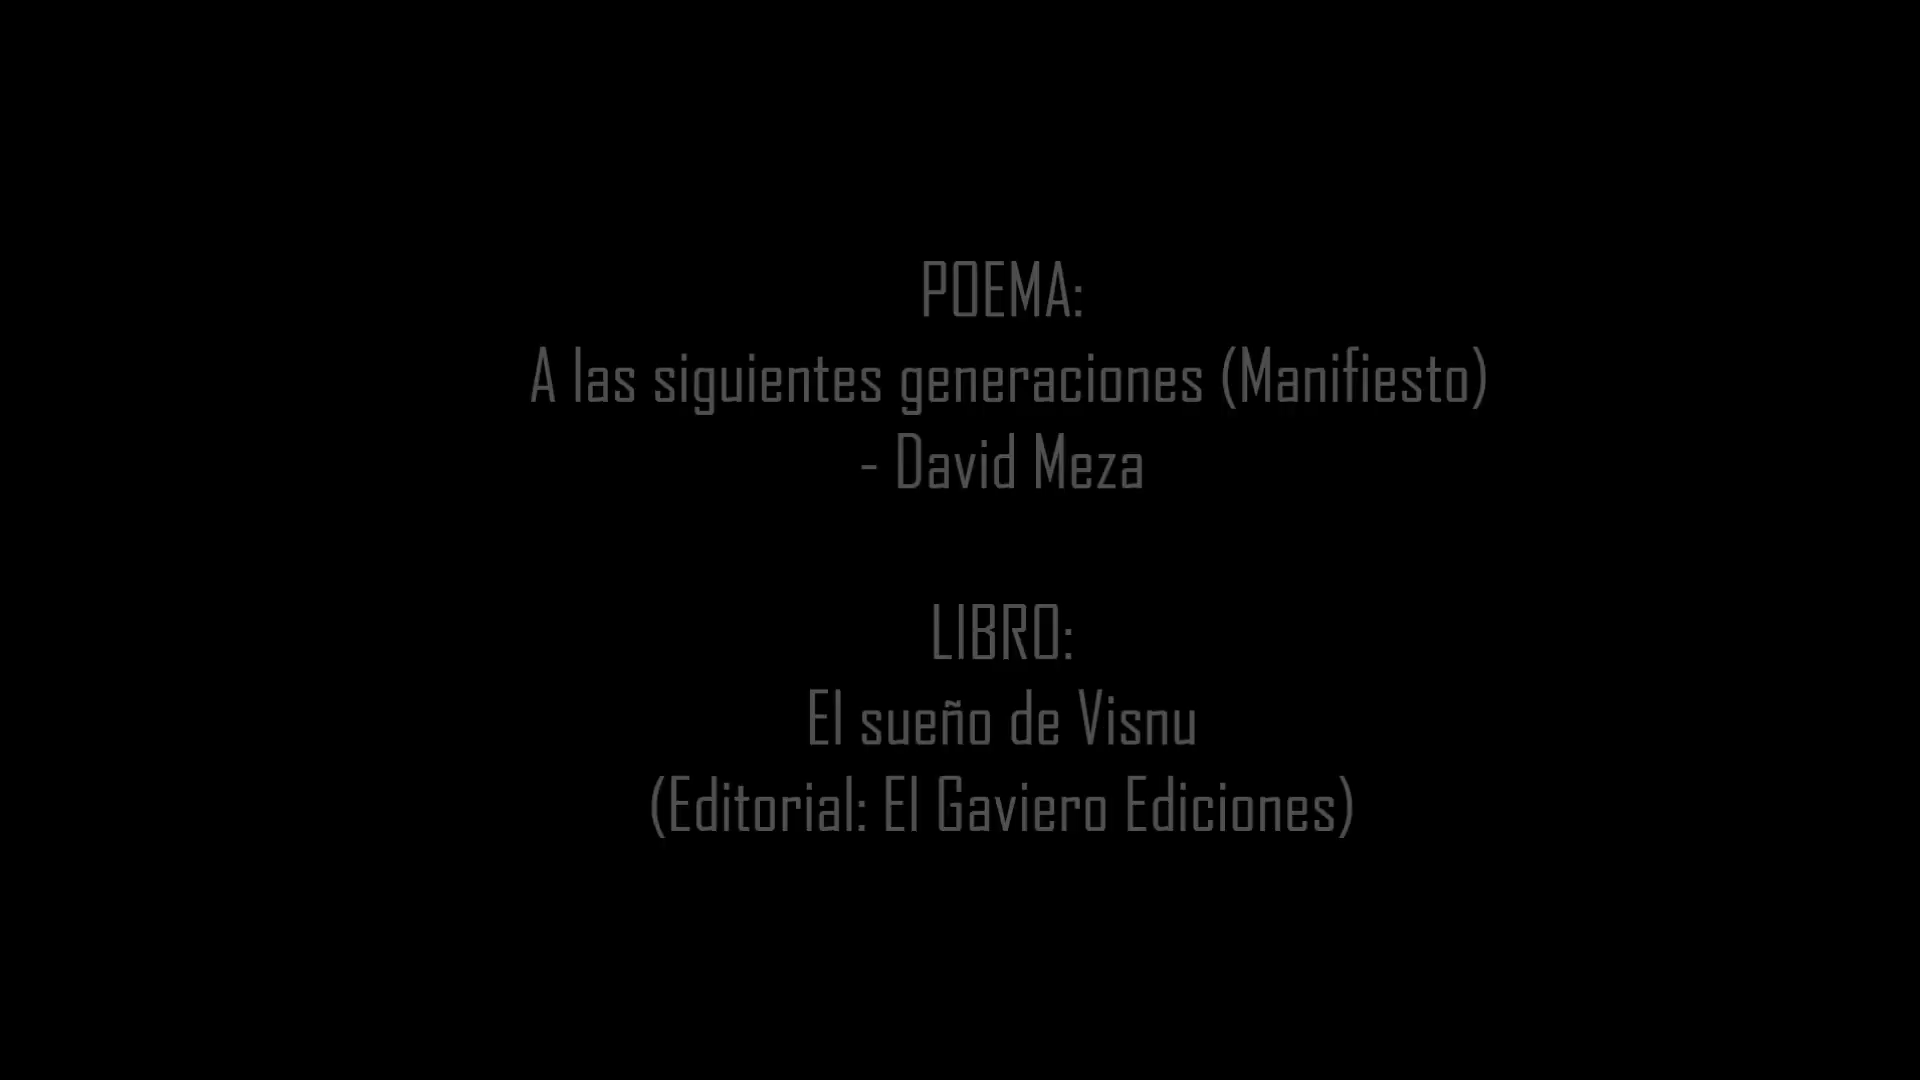 POEMA:
A las siguientes generaciones (Manifiesto)
- David Meza
LIBRO:
El sueño de Visnu
(Editorial: El Gaviero Ediciones)